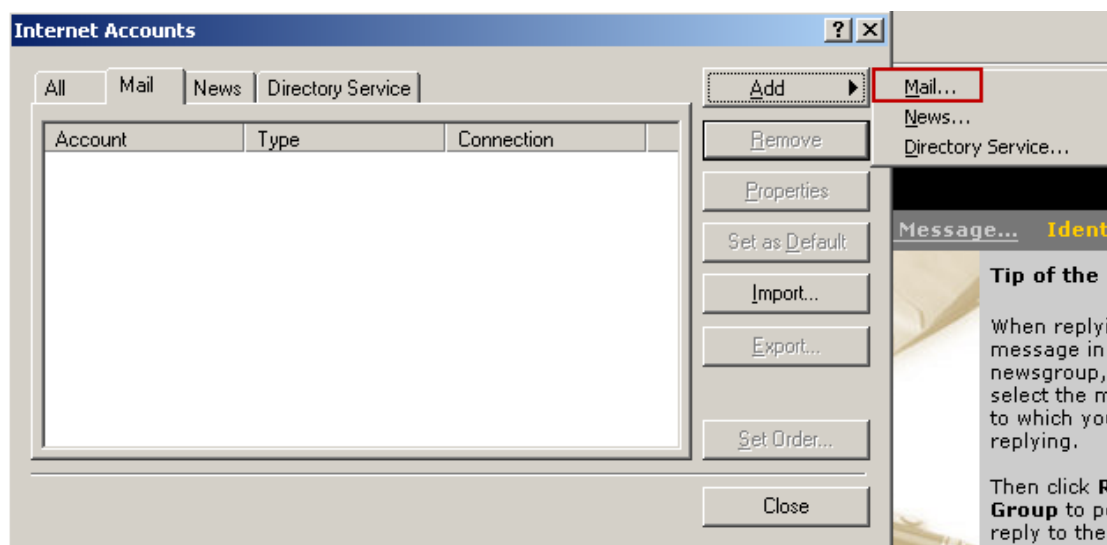 Internet Accounts
All Mail News Directory Service
Account Type Connection
Add
Remove
Properties
Set as Default
Import...
Export...
Set Order...
Close
Mail...
News...
Directory Service...
Message...
Tip of the
When
message in
newsgroup,
select the
to which
replying.
Then click
Group to
reply to the